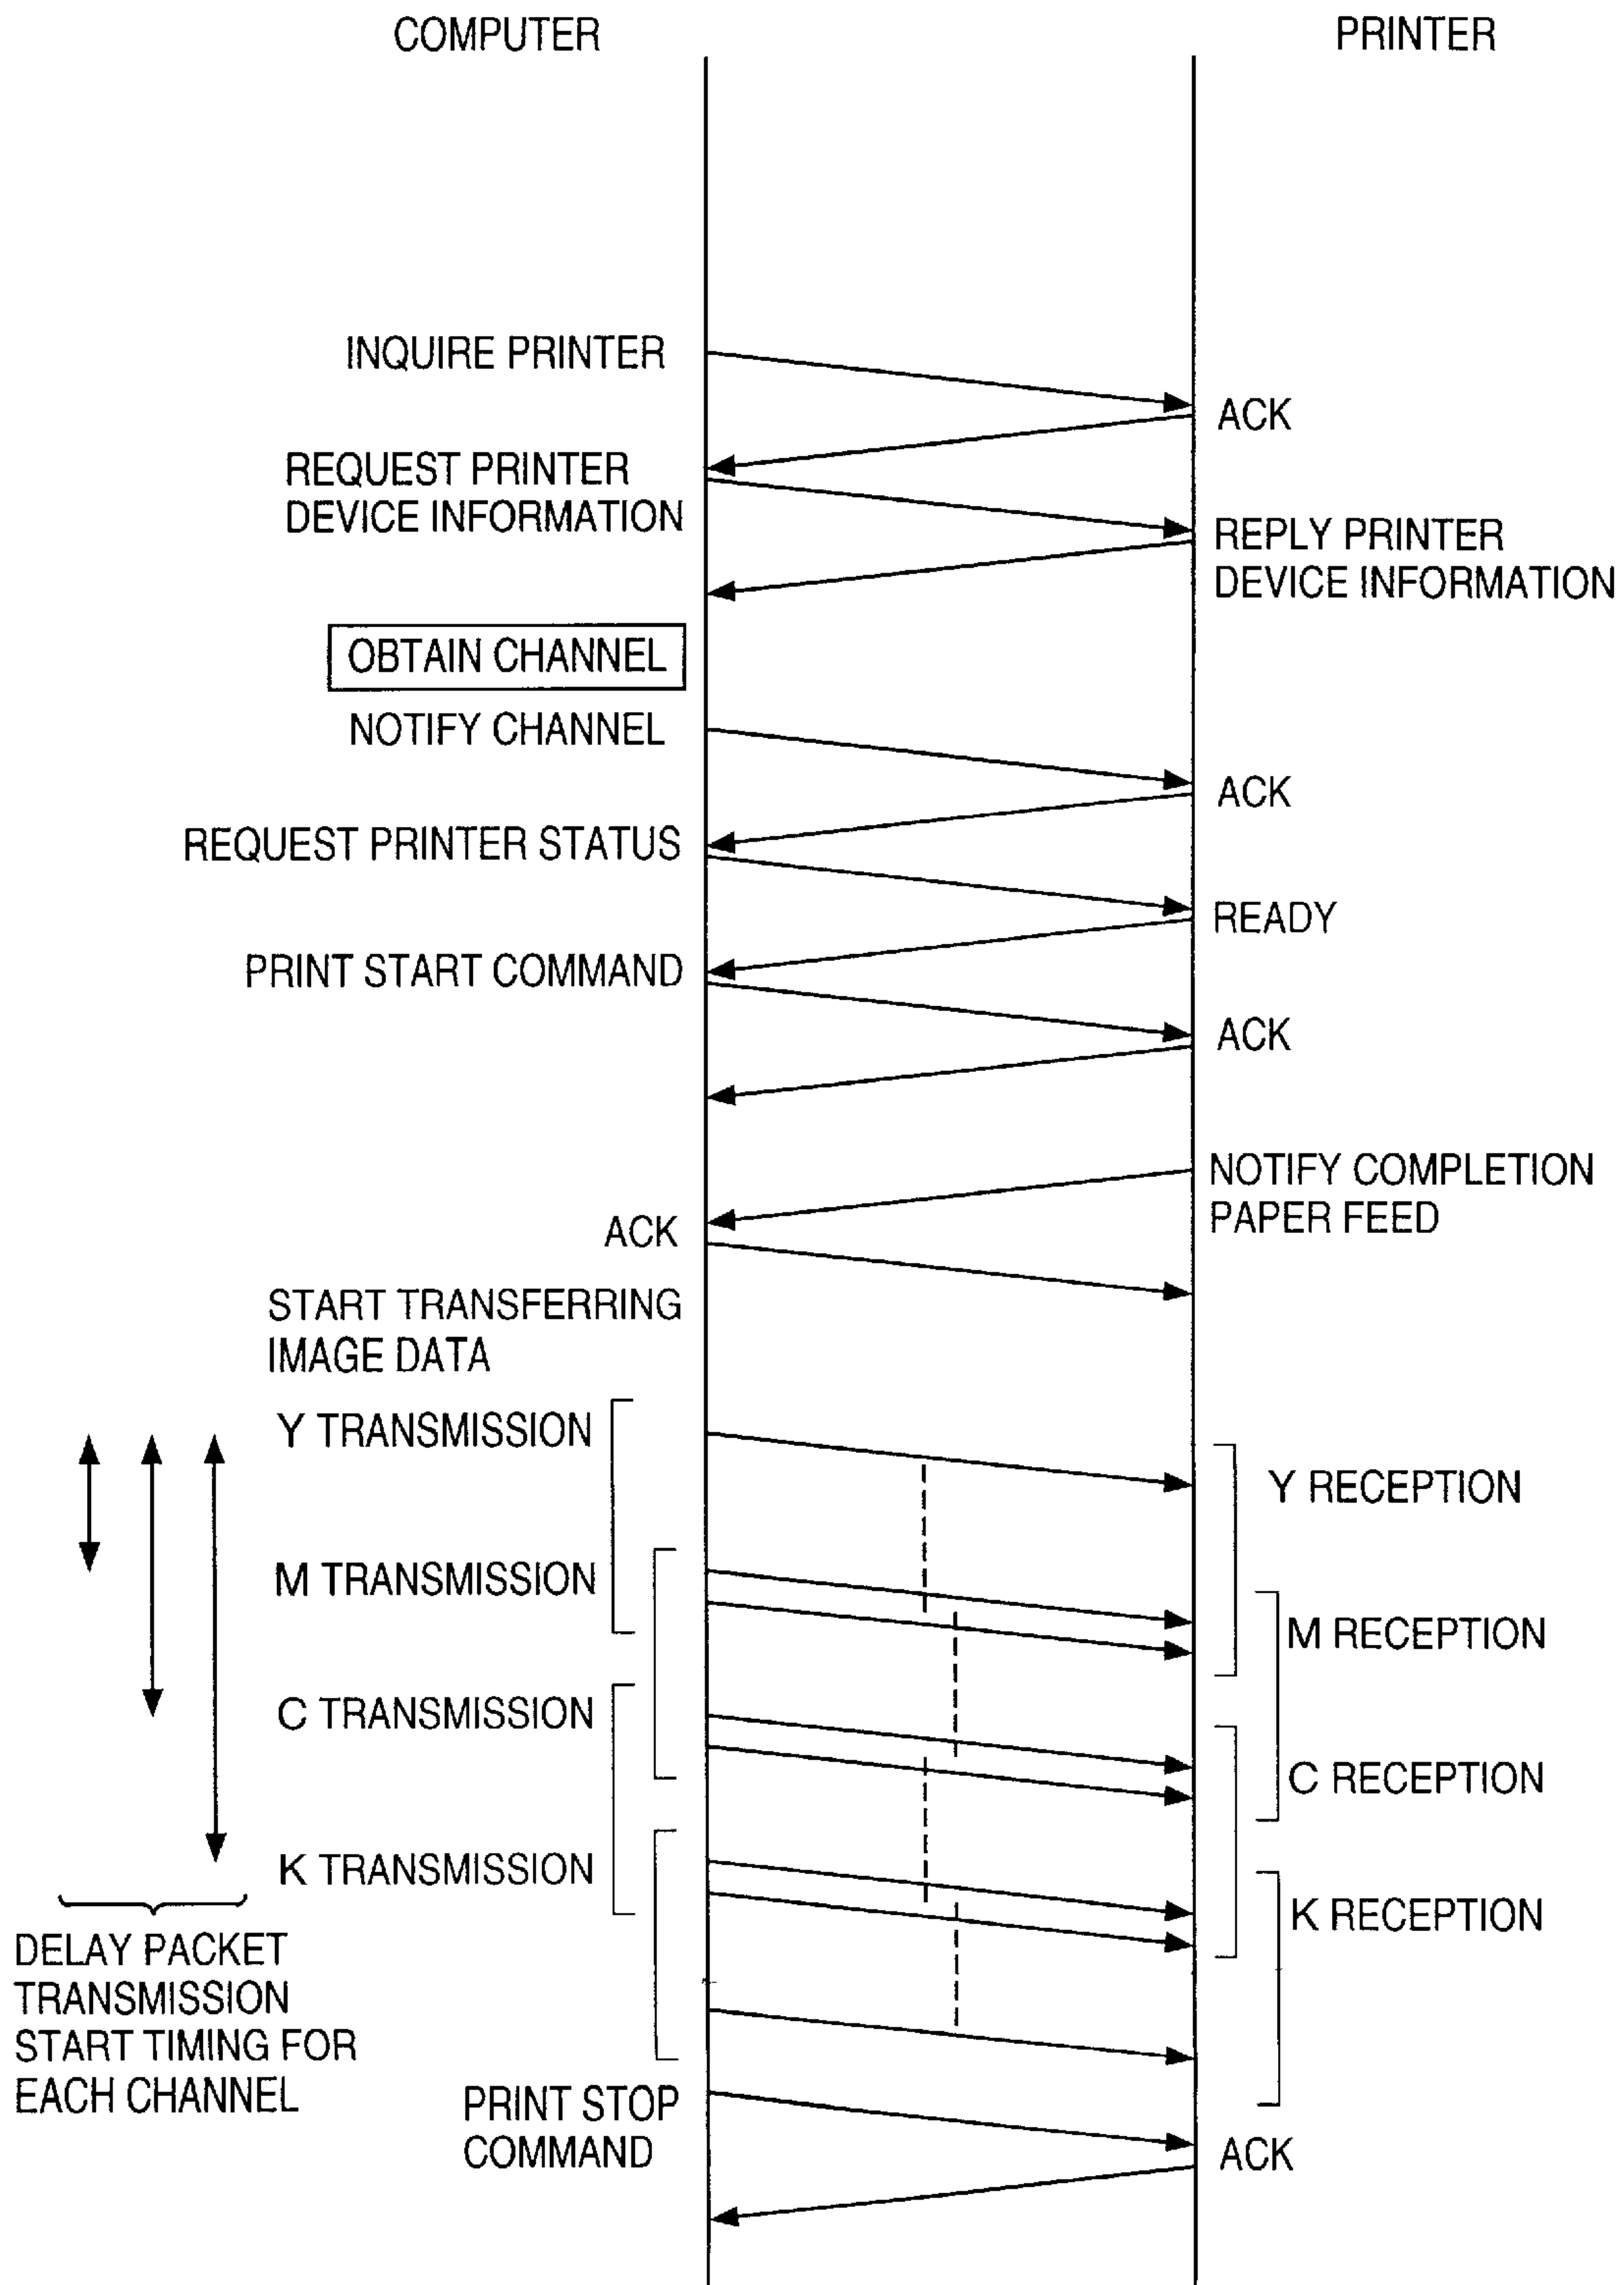 COMPUTER
PRINTER
INQUIRE PRINTER
ACK
REQUEST PRINTER
DEVICE INFORMATION
REPLY PRINTER
DEVICE INFORMATION
OBTAIN CHANNEL
NOTIFY CHANNEL
ACK
REQUEST PRINTER STATUS
READY
PRINT START COMMAND
ACK
NOTIFY COMPLETION
PAPER FEED
ACK
START TRANSFERRING
IMAGE DATA
Y TRANSMISSION
Y RECEPTION
M TRANSMISSION
M RECEPTION
C TRANSMISSION
C RECEPTION
K TRANSMISSION
K RECEPTION
DELAY PACKET
TRANSMISSION
START TIMING FOR
EACH CHANNEL
PRINT STOP
COMMAND
ACK